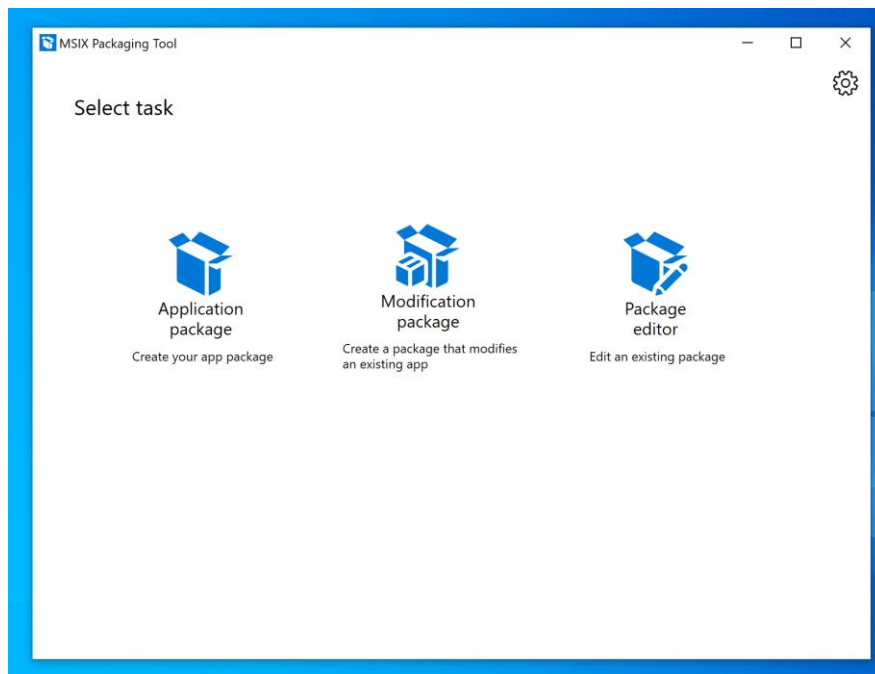 MSIX Packaging Tool
Select task
Application
package
Create your app package
Modification
package
Create a package that modifies
an existing app
Package
editor
Edit an existing package